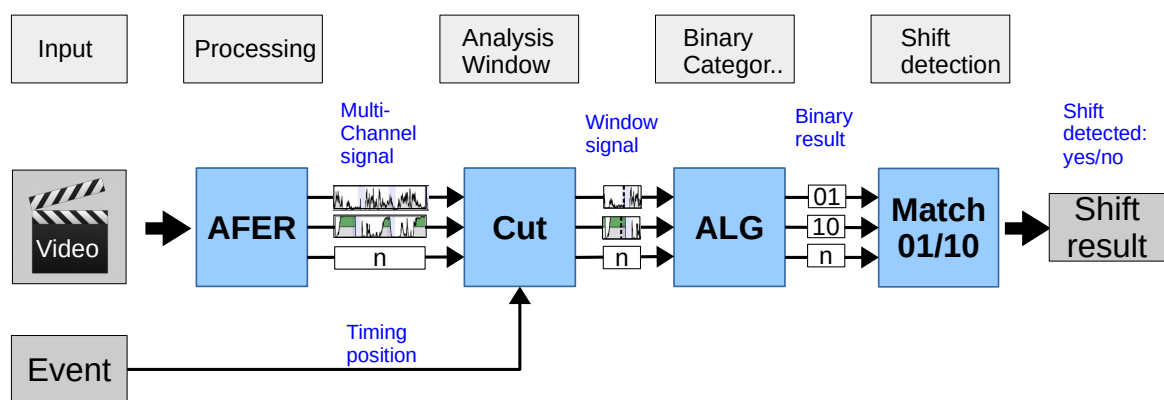 Input
Processing
Analysis
Window
Binary
Categor..
Shift
detection
Multi-
Channel
signal
Window
signal
Binary
result
Shift
detected:
yes/no
Video
AFER
n
Cut
n
ALG
01
10
n
Match
01/10
Shift
result
Timing
position
Event